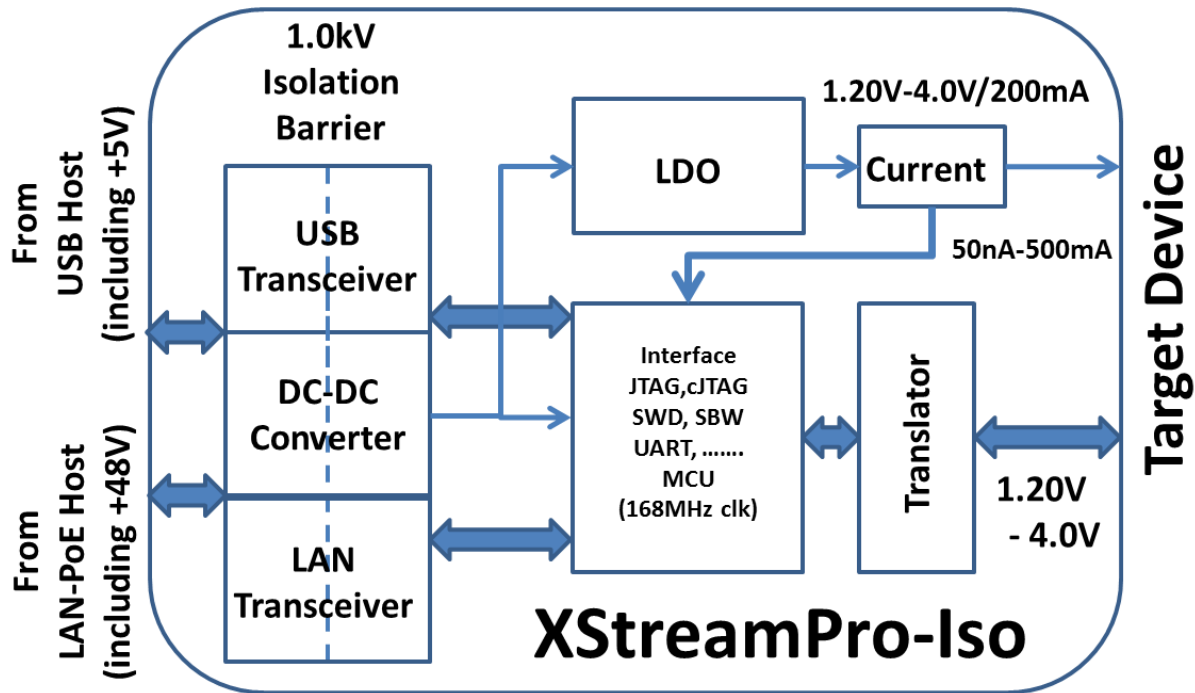 1.0kV
Isolation
Barrier
From
USB Host
(including +5V)
From
LAN-PoE Host
(including +48V)
USB
Transceiver
DC-DC
Converter
LAN
Transceiver
LDO
1.20V-4.0V/200mA
Current
50nA-500mA
Interface
JTAG,cJTAG
SWD, SBW
UART, .......
MCU
(168MHz clk)
Translator
1.20V
- 4.0V
Target Device
XStreamPro-Iso